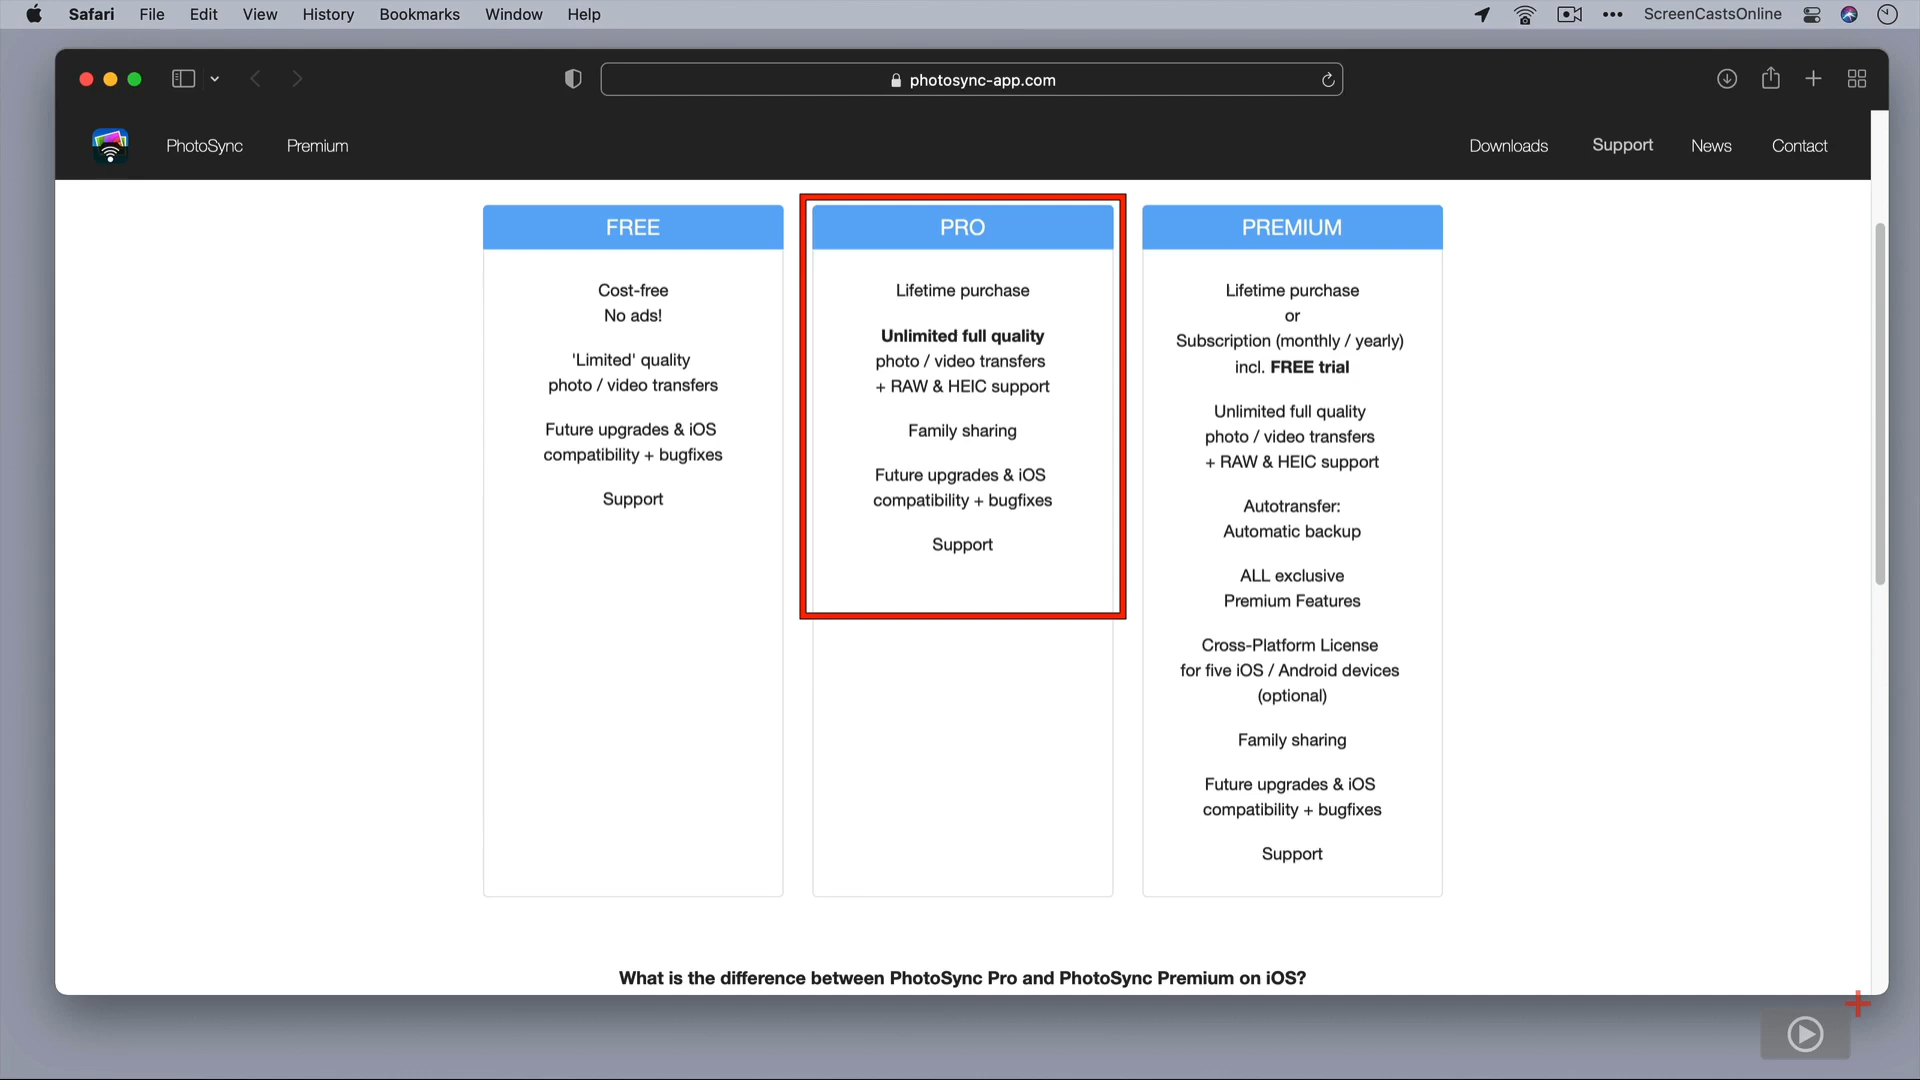 Safari File Edit View History Bookmarks Window Help ScreenCastsOnline
photosync-app.com
PhotoSync Premium Downloads Support News Contact
FREE
Cost-free
No ads!
'Limited' quality
photo / video transfers
Future upgrades & iOS
compatibility + bugfixes
Support
PRO
Lifetime purchase
Unlimited full quality
photo / video transfers
+ RAW & HEIC support
Family sharing
Future upgrades & iOS
compatibility + bugfixes
Support
PREMIUM
Lifetime purchase
or
Subscription (monthly / yearly)
incl. FREE trial
Unlimited full quality
photo / video transfers
+ RAW & HEIC support
Autotransfer:
Automatic backup
ALL exclusive
Premium Features
Cross-Platform License
for five iOS / Android devices
(optional)
Family sharing
Future upgrades & iOS
compatibility + bugfixes
Support
What is the difference between PhotoSync Pro and PhotoSync Premium on iOS?